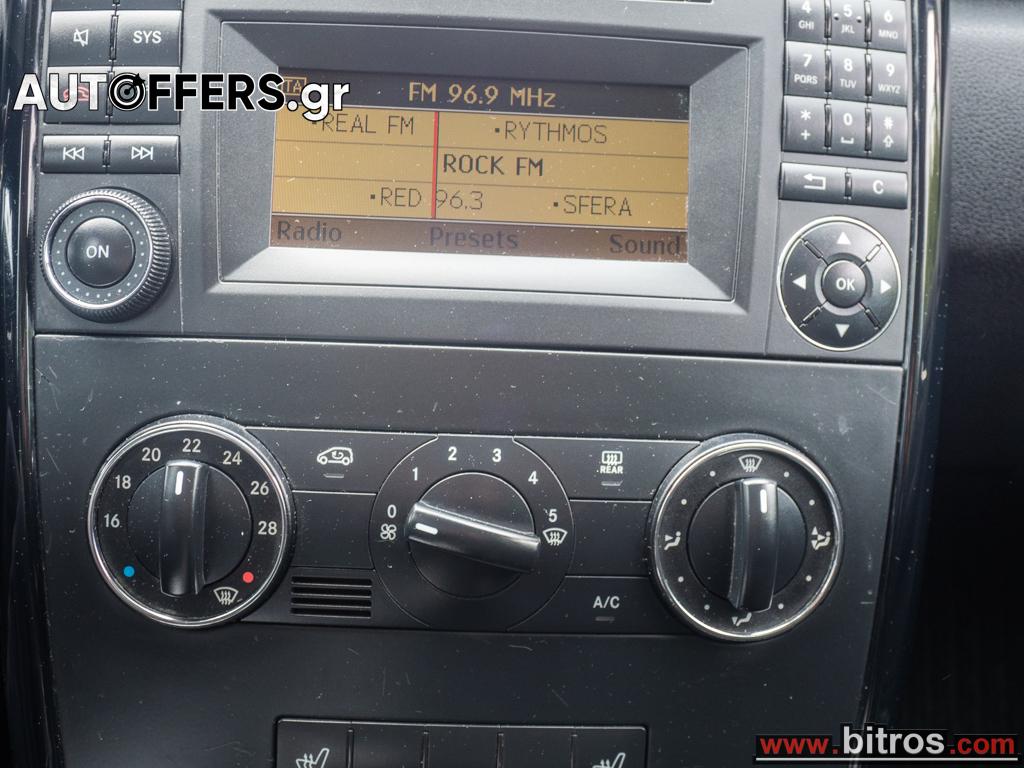 SYS
4 GHI 5 JKL 6 MNO
7 PQRS 8 TUV 9 WXYZ
* + 0 #
C
AUTOFFERS.gr
TA FM 96.9 MHz
•REAL FM •RYTHMOS
ROCK FM
•RED 96.3 •SFERA
Radio Presets Sound
ON
OK
16 18 20 22 24 26 28
0 1 2 3 4 5
REAR
A/C
www.bitros.com